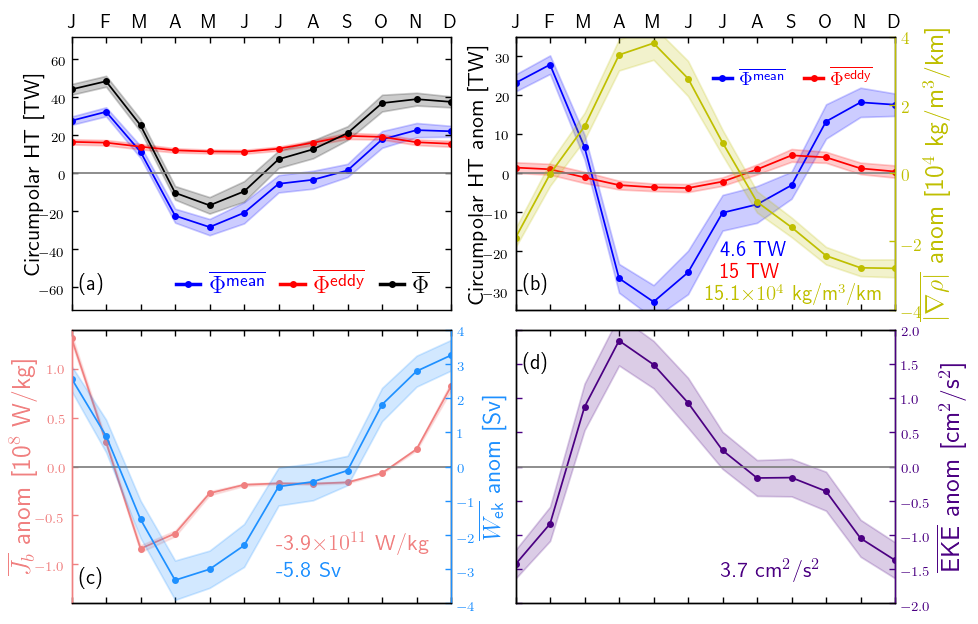 J F M A M J J A S O N D
J F M A M J J A S O N D
Circumpolar HT [TW]
60
40
20
0
−20
−40
−60
(a)
Φ̅ᵐᵉᵃⁿ Φ̅ᵉᵈᵈʸ Φ̅
Circumpolar HT anom [TW]
30
20
10
0
−10
−20
−30
Φ̅ᵐᵉᵃⁿ Φ̅ᵉᵈᵈʸ
4.6 TW
15 TW
15.1×10⁴ kg/m³/km
(b)
4
2
0
−2
−4
|∇ρ| anom [10⁴ kg/m³/km]
J̅_b anom [10⁸ W/kg]
1.0
0.5
0.0
−0.5
−1.0
-3.9×10¹¹ W/kg
-5.8 Sv
(c)
4
3
2
1
0
−1
−2
−3
−4
W̅_ek anom [Sv]
(d)
3.7 cm²/s²
2.0
1.5
1.0
0.5
0.0
−0.5
−1.0
−1.5
−2.0
EKE anom [cm²/s²]